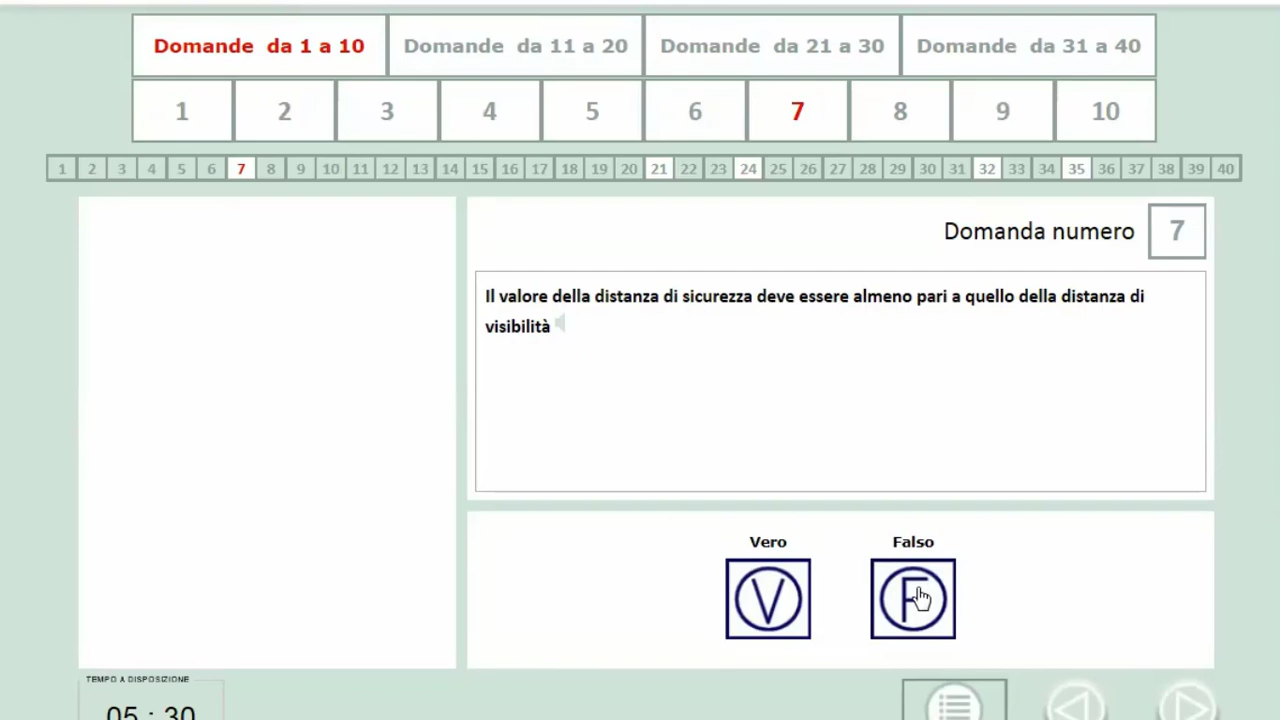 Domande da 1 a 10 Domande da 11 a 20 Domande da 21 a 30 Domande da 31 a 40
1 2 3 4 5 6 7 8 9 10
1 2 3 4 5 6 7 8 9 10 11 12 13 14 15 16 17 18 19 20 21 22 23 24 25 26 27 28 29 30 31 32 33 34 35 36 37 38 39 40
Domanda numero 7
Il valore della distanza di sicurezza deve essere almeno pari a quello della distanza di
visibilità
Vero Falso
V F
TEMPO A DISPOSIZIONE
05 : 30